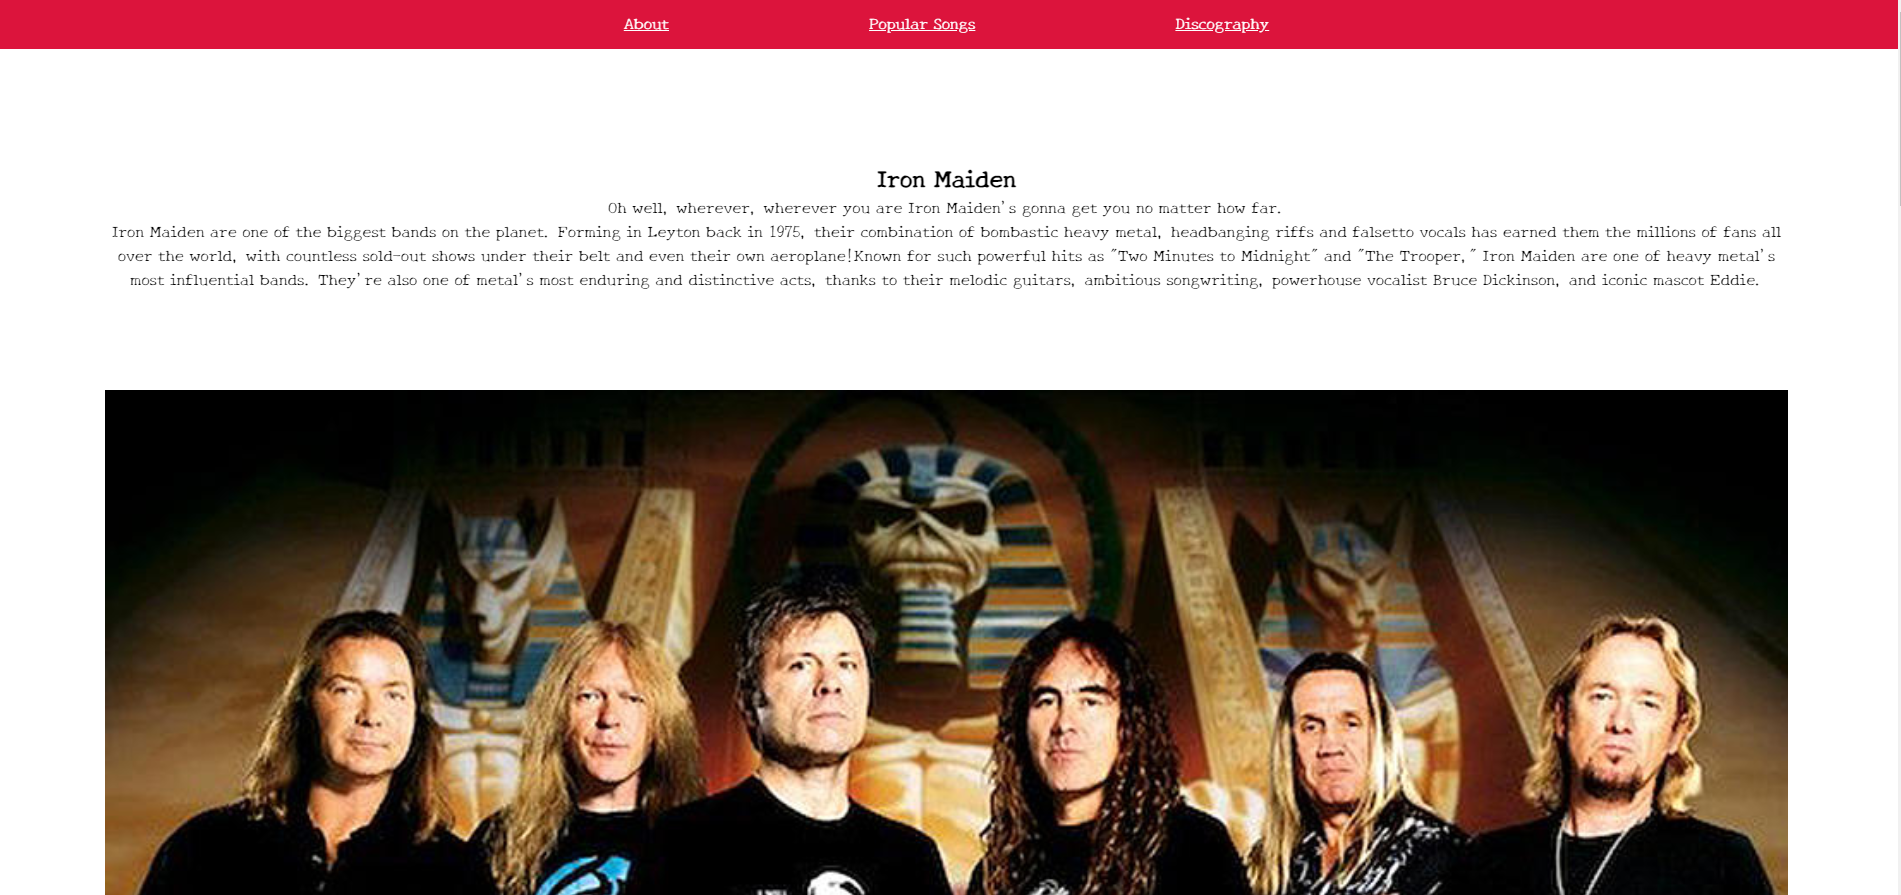 About
Popular Songs
Discography
Iron Maiden
Oh well, wherever, wherever you are Iron Maiden's gonna get you no matter how far.
Iron Maiden are one of the biggest bands on the planet. Forming in Leyton back in 1975, their combination of bombastic heavy metal, headbanging riffs and falsetto vocals has earned them the millions of fans all
over the world, with countless sold-out shows under their belt and even their own aeroplane!Known for such powerful hits as "Two Minutes to Midnight" and "The Trooper," Iron Maiden are one of heavy metal's
most influential bands. They're also one of metal's most enduring and distinctive acts, thanks to their melodic guitars, ambitious songwriting, powerhouse vocalist Bruce Dickinson, and iconic mascot Eddie.